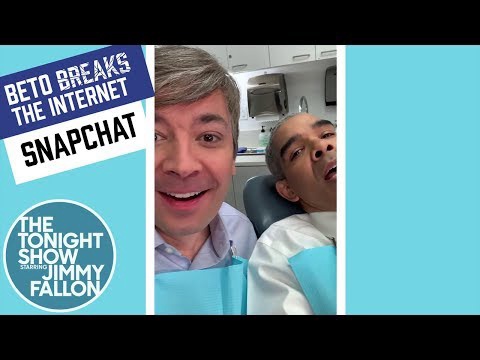 BETO BREAKS
THE INTERNET
SNAPCHAT
THE
TONIGHT
SHOW
STARRING
JIMMY
FALLON